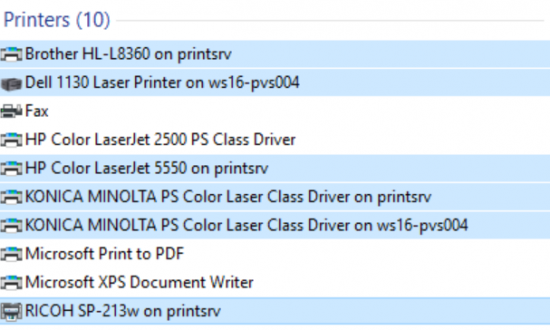 Printers (10)
Brother HL-L8360 on printsrv
Dell 1130 Laser Printer on ws16-pvs004
Fax
HP Color LaserJet 2500 PS Class Driver
HP Color LaserJet 5550 on printsrv
KONICA MINOLTA PS Color Laser Class Driver on printsrv
KONICA MINOLTA PS Color Laser Class Driver on ws16-pvs004
Microsoft Print to PDF
Microsoft XPS Document Writer
RICOH SP-213w on printsrv